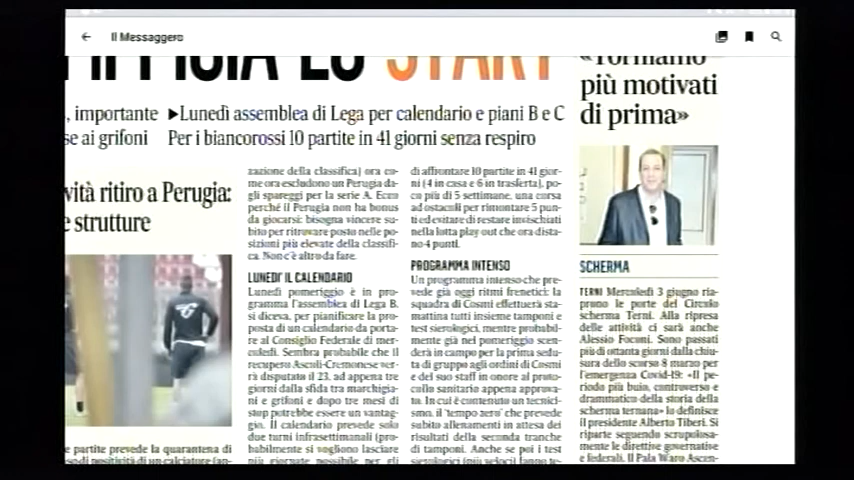 Il Messaggero
START
, importante
se ai grifoni
▶Lunedì assemblea di Lega per calendario e piani B e C
Per i biancorossi 10 partite in 41 giorni senza respiro
vità ritiro a Perugia:
e strutture
e partite prevede la quarantena di
zazione della classifica) ora co-
me ora escludono un Perugia da-
gli spareggi per la serie A. Ecco
perché il Perugia non ha bonus
da giocarsi: bisogna vincere su-
bito per ritrovare posto nelle po-
sizioni più elevate della classifi-
ca. Non c'è altro da fare.
LUNEDI' IL CALENDARIO
Lunedì pomeriggio è in pro-
gramma l'assemblea di Lega B,
si diceva, per pianificare la pro-
posta di un calendario da porta-
re al Consiglio Federale di mer-
coledì. Sembra probabile che il
recupero Ascoli-Cremonese ver-
rà disputato il 23, ad appena tre
giorni dalla sfida tra marchigia-
ni e grifoni e dopo tre mesi di
stop potrebbe essere un vantag-
gio. Il calendario prevede solo
due turni infrasettimanali (pro-
babilmente si vogliono lasciare
più giornate possibile per gli
di affrontare 10 partite in 41 gior-
ni (4 in casa e 6 in trasferta), po-
co più di 5 settimane, una corsa
ad ostacoli per rimontare 5 pun-
ti ed evitare di restare invischiati
nella lotta play out che ora dista-
no 4 punti.
PROGRAMMA INTENSO
Un programma intenso che pre-
vede già oggi ritmi frenetici: la
squadra di Cosmi effettuerà sta-
mattina tutti insieme tamponi e
test sierologici, mentre probabil-
mente già nel pomeriggio scen-
derà in campo per la prima sedu-
ta di gruppo agli ordini di Cosmi
e del suo staff in onore al proto-
collo sanitario appena approva-
to. In cui è contenuto un tecnici-
smo, il 'tempo zero' che prevede
subito allenamenti in attesa dei
risultati della seconda tranche
di tamponi. Anche se poi i test
sierologici (più veloci) fanno te-
«Torniamo
più motivati
di prima»
SCHERMA
TERNI Mercoledì 3 giugno ria-
prono le porte del Circolo
scherma Terni. Alla ripresa
delle attività ci sarà anche
Alessio Foconi. Sono passati
più di ottanta giorni dalla chiu-
sura dello scorso 8 marzo per
l'emergenza Covid-19: «Il pe-
riodo più buio, controverso e
drammatico della storia della
scherma ternana» lo definisce
il presidente Alberto Tiberi. Si
riparte seguendo scrupolosa-
mente le direttive governative
e federali. Il Pala Waro Ascen-